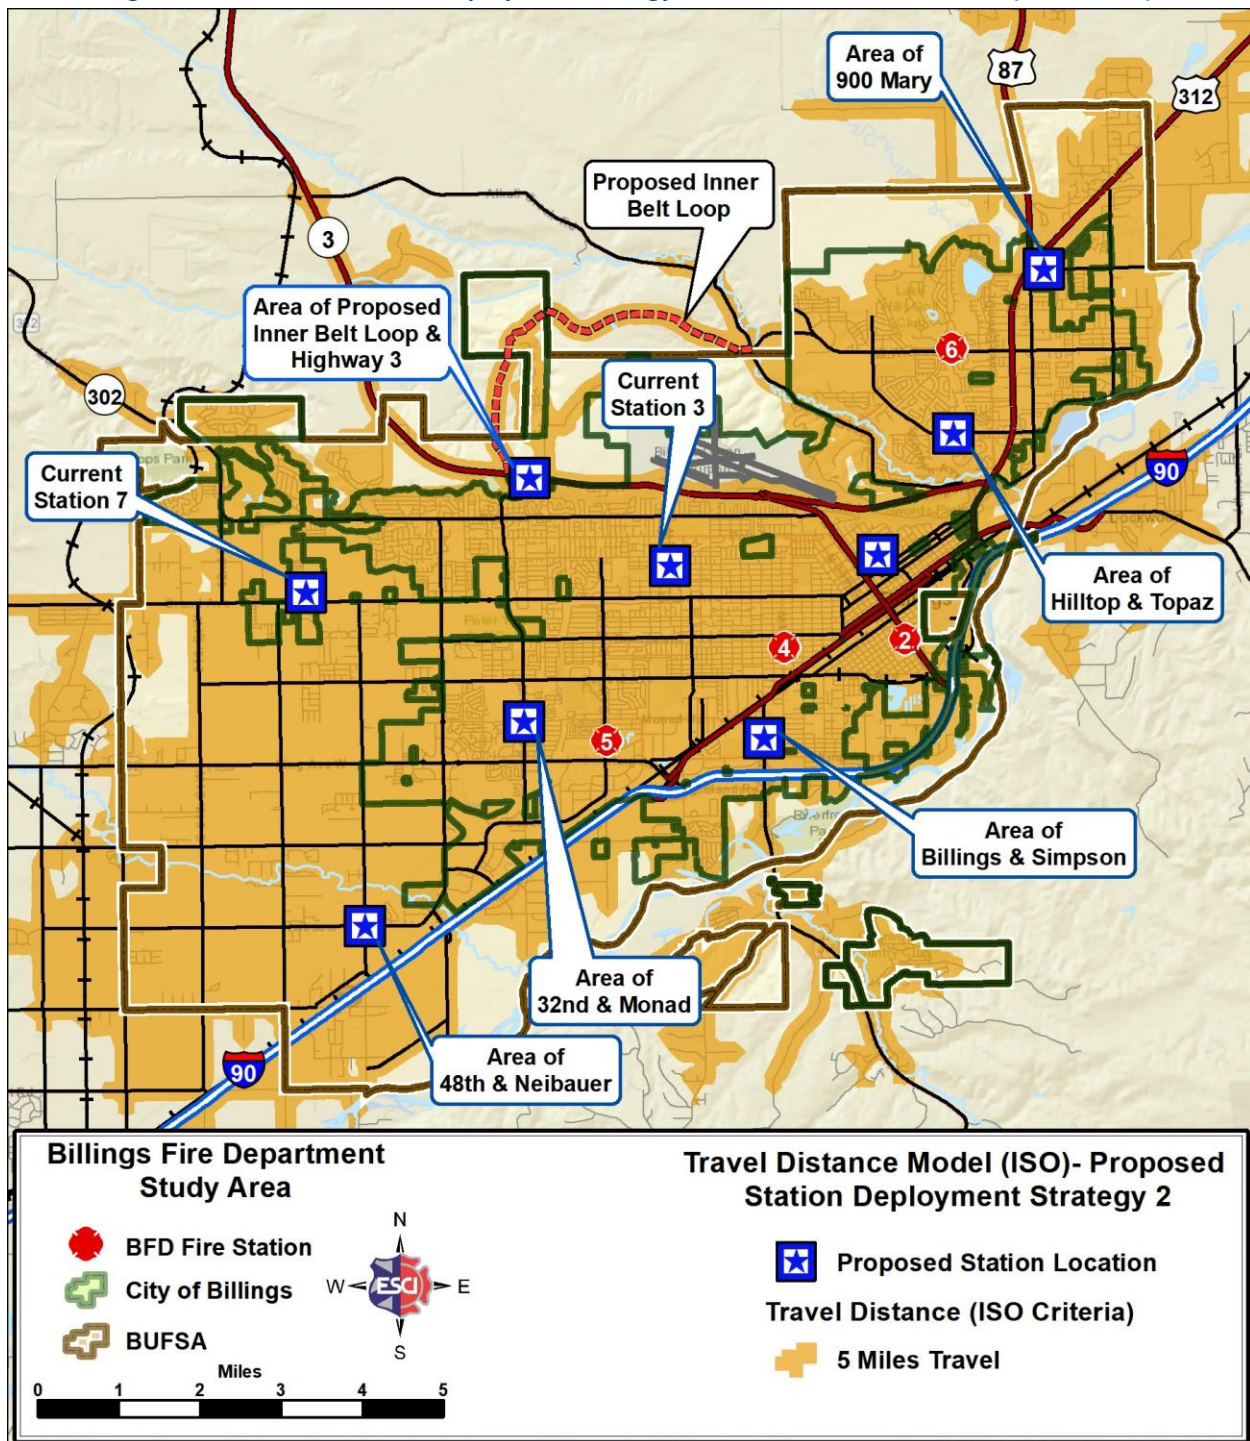 Area of
900 Mary
87
312
Proposed Inner
Belt Loop
3
Area of Proposed
Inner Belt Loop &
Highway 3
6
Current
Station 3
302
Current
Station 7
90
Area of
Hilltop & Topaz
4
2
5
Area of
Billings & Simpson
Area of
32nd & Monad
Area of
48th & Neibauer
90
Billings Fire Department
Study Area
BFD Fire Station
City of Billings
BUFSA
N
W
ESCI
E
S
Miles
0 1 2 3 4 5
Travel Distance Model (ISO)- Proposed
Station Deployment Strategy 2
Proposed Station Location
Travel Distance (ISO Criteria)
5 Miles Travel